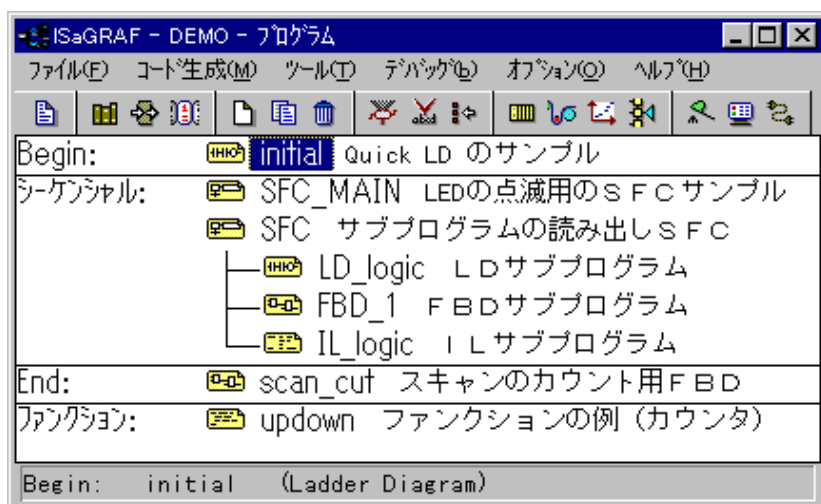 ISaGRAF - DEMO - プログラム
ファイル(F) コード生成(M) ツール(T) デバッグ(b) オプション(O) ヘルプ(H)
Begin: initial Quick LD のサンプル
シーケンシャル: SFC_MAIN LEDの点滅用のSFCサンプル
SFC サブプログラムの読み出しSFC
LD_logic LDサブプログラム
FBD_1 FBDサブプログラム
IL_logic ILサブプログラム
End: scan_cut スキャンのカウント用FBD
ファンクション: updown ファンクションの例（カウンタ）
Begin: initial (Ladder Diagram)